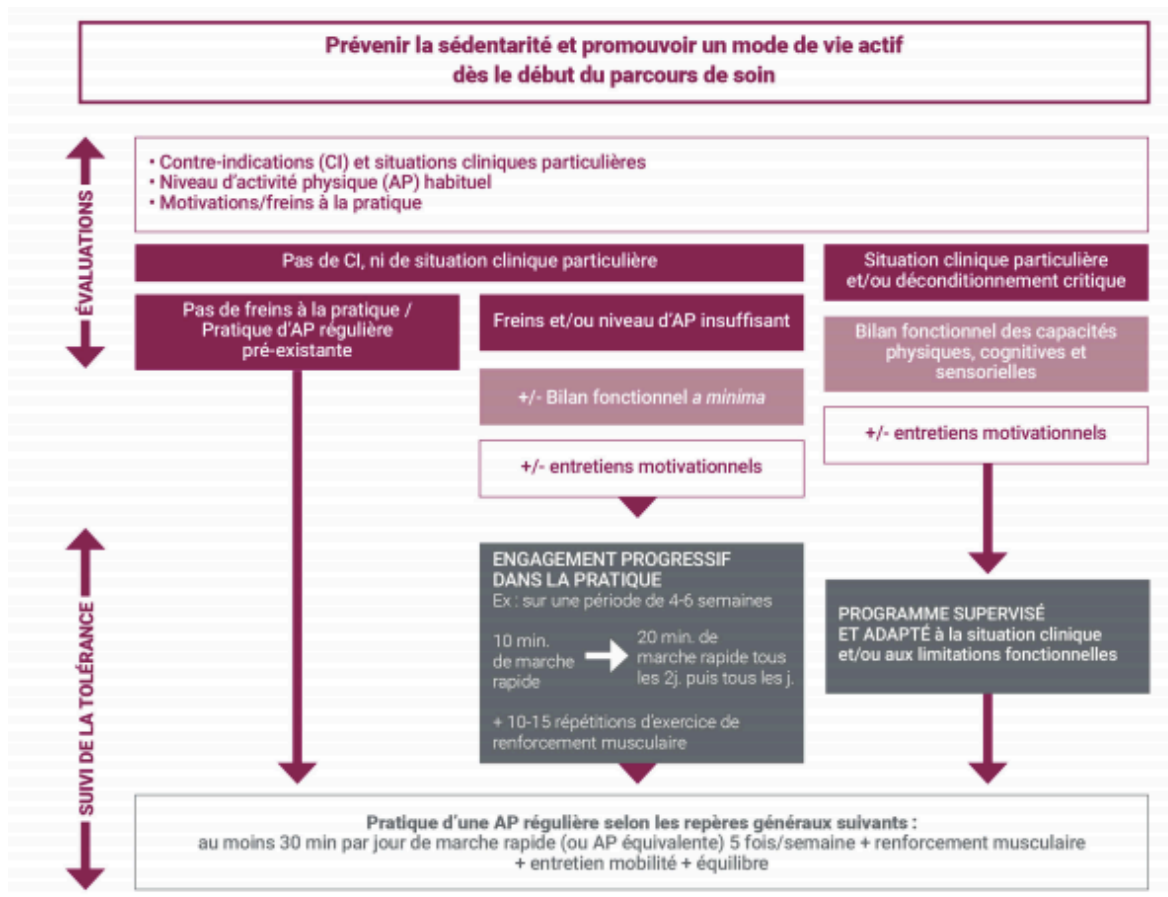 Prévenir la sédentarité et promouvoir un mode de vie actif
dès le début du parcours de soin
ÉVALUATIONS
• Contre-indications (CI) et situations cliniques particulières
• Niveau d'activité physique (AP) habituel
• Motivations/freins à la pratique
Pas de CI, ni de situation clinique particulière
Situation clinique particulière
et/ou déconditionnement critique
Pas de freins à la pratique /
Pratique d'AP régulière
pré-existante
Freins et/ou niveau d'AP insuffisant
Bilan fonctionnel des capacités
physiques, cognitives et
sensorielles
+/- Bilan fonctionnel a minima
+/- entretiens motivationnels
+/- entretiens motivationnels
SUIVI DE LA TOLÉRANCE
ENGAGEMENT PROGRESSIF
DANS LA PRATIQUE
Ex : sur une période de 4-6 semaines
10 min.
de marche
rapide
20 min. de
marche rapide tous
les 2j. puis tous les j.
+ 10-15 répétitions d'exercice de
renforcement musculaire
PROGRAMME SUPERVISÉ
ET ADAPTÉ à la situation clinique
et/ou aux limitations fonctionnelles
Pratique d'une AP régulière selon les repères généraux suivants :
au moins 30 min par jour de marche rapide (ou AP équivalente) 5 fois/semaine + renforcement musculaire
+ entretien mobilité + équilibre